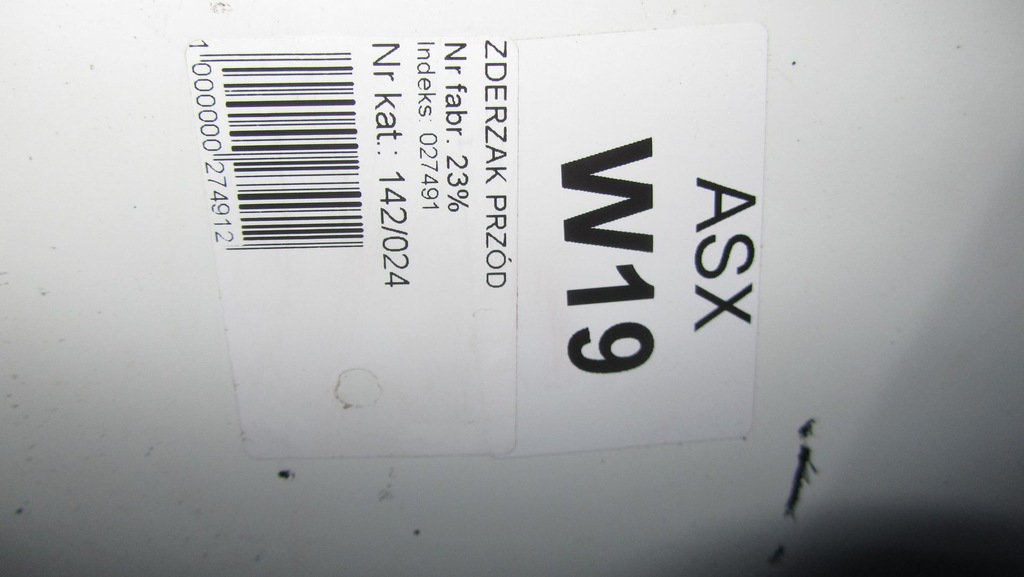 ASX
W19
ZDERZAK PRZÓD
Nr fabr. 23%
Indeks: 027491
Nr kat.: 142/024
1000000274912